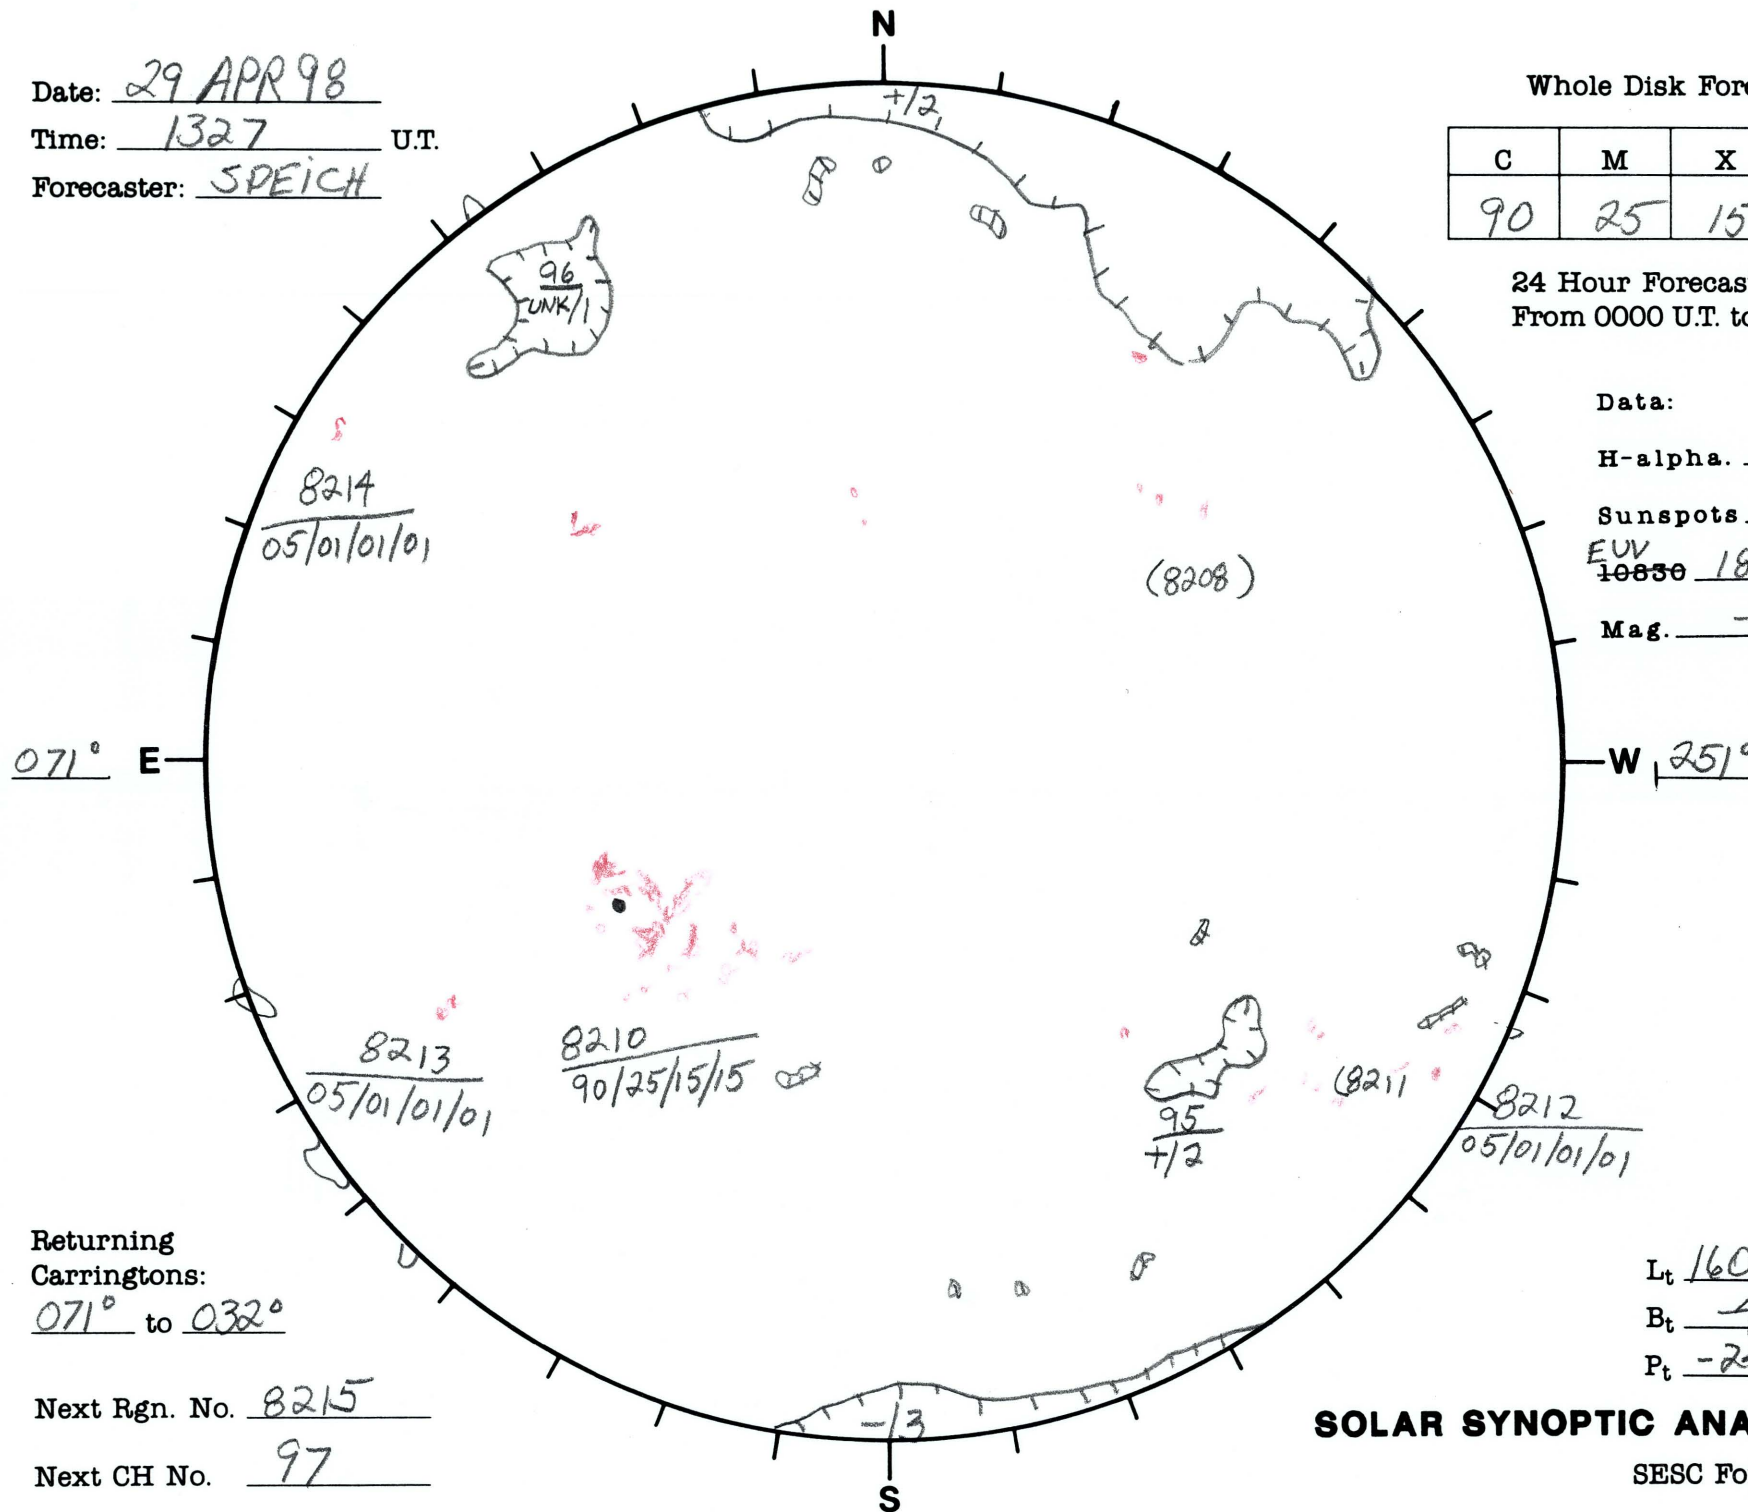 N
Date: 29 APR 98
Time: 1327 U.T.
Forecaster: SPEICH
+/2
Whole Disk Fore
C M X
90 25 15
24 Hour Forecas
From 0000 U.T. to
96
UNK/1
Data:
H-alpha.
Sunspots
EUV
10830 18
Mag. -
8214
05/01/01/01
(8208)
071° E
W 251°
8213
05/01/01/01
8210
90/25/15/15
95
+/2
(8211
8212
05/01/01/01
Returning
Carringtons:
071° to 032°
Next Rgn. No. 8215
Next CH No. 97
-/3
S
Lt 160
Bt
Pt -2
SOLAR SYNOPTIC ANA
SESC Fo